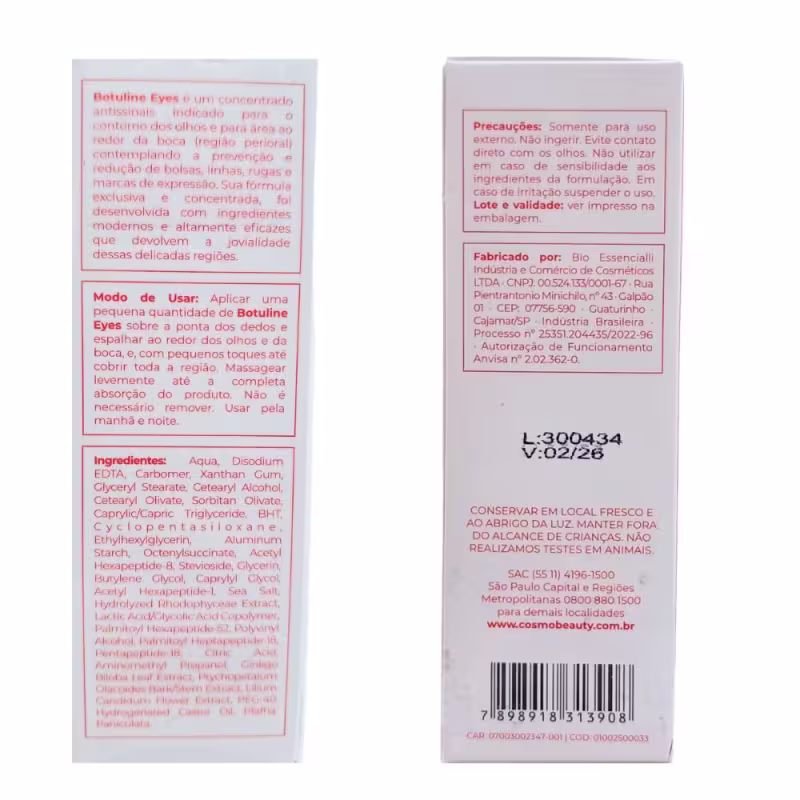 Botuline Eyes é um concentrado
antissinais indicado para o
contorno dos olhos e para área ao
redor da boca (região perioral)
contemplando a prevenção e
redução de bolsas, linhas, rugas e
marcas de expressão. Sua fórmula
exclusiva e concentrada, foi
desenvolvida com ingredientes
modernos e altamente eficazes
que devolvem a jovialidade
dessas delicadas regiões.
Modo de Usar: Aplicar uma
pequena quantidade de Botuline
Eyes sobre a ponta dos dedos e
espalhar ao redor dos olhos e da
boca, e, com pequenos toques até
cobrir toda a região. Massagear
levemente até a completa
absorção do produto. Não é
necessário remover. Usar pela
manhã e noite.
Ingredientes: Aqua, Disodium
EDTA, Carbomer, Xanthan Gum,
Glyceryl Stearate, Cetearyl Alcohol,
Cetearyl Olivate, Sorbitan Olivate,
Caprylic/Capric Triglyceride, BHT,
Cyclopentasiloxane,
Ethylhexylglycerin, Aluminum
Starch, Octenylsuccinate, Acetyl
Hexapeptide-8, Stevioside, Glycerin,
Butylene Glycol, Caprylyl Glycol,
Acetyl Hexapeptide-1, Sea Salt,
Hydrolyzed Rhodophyceae Extract,
Lactic Acid/Glycolic Acid Copolymer,
Palmitoyl Hexapeptide-52, Polyvinyl
Alcohol, Palmitoyl Heptapeptide-18,
Pentapeptide-18, Citric Acid,
Aminomethyl Propanol, Ginkgo
Biloba Leaf Extract, Ptychopetalum
Olacoides Bark/Stem Extract, Lilium
Candidum Flower Extract, PEG-40
Hydrogenated Castor Oil, Pfaffia
Paniculata.
Precauções: Somente para uso
externo. Não ingerir. Evite contato
direto com os olhos. Não utilizar
em caso de sensibilidade aos
ingredientes da formulação. Em
caso de irritação suspender o uso.
Lote e validade: ver impresso na
embalagem.
Fabricado por: Bio Essencialli
Indústria e Comércio de Cosméticos
LTDA · CNPJ: 00.524.133/0001-67 · Rua
Pientrantonio Minichilo, nº 43 · Galpão
01 · CEP: 07756-590 · Guaturinho ·
Cajamar/SP · Indústria Brasileira ·
Processo nº 25351.204435/2022-96
· Autorização de Funcionamento
Anvisa nº 2.02.362-0.
L:300434
V:02/26
CONSERVAR EM LOCAL FRESCO E
AO ABRIGO DA LUZ. MANTER FORA
DO ALCANCE DE CRIANÇAS. NÃO
REALIZAMOS TESTES EM ANIMAIS.
SAC (55 11) 4196-1500
São Paulo Capital e Regiões
Metropolitanas 0800 880 1500
para demais localidades
www.cosmobeauty.com.br
7 898918 313908
CAR: 07003002347-001 | COD: 01002500033